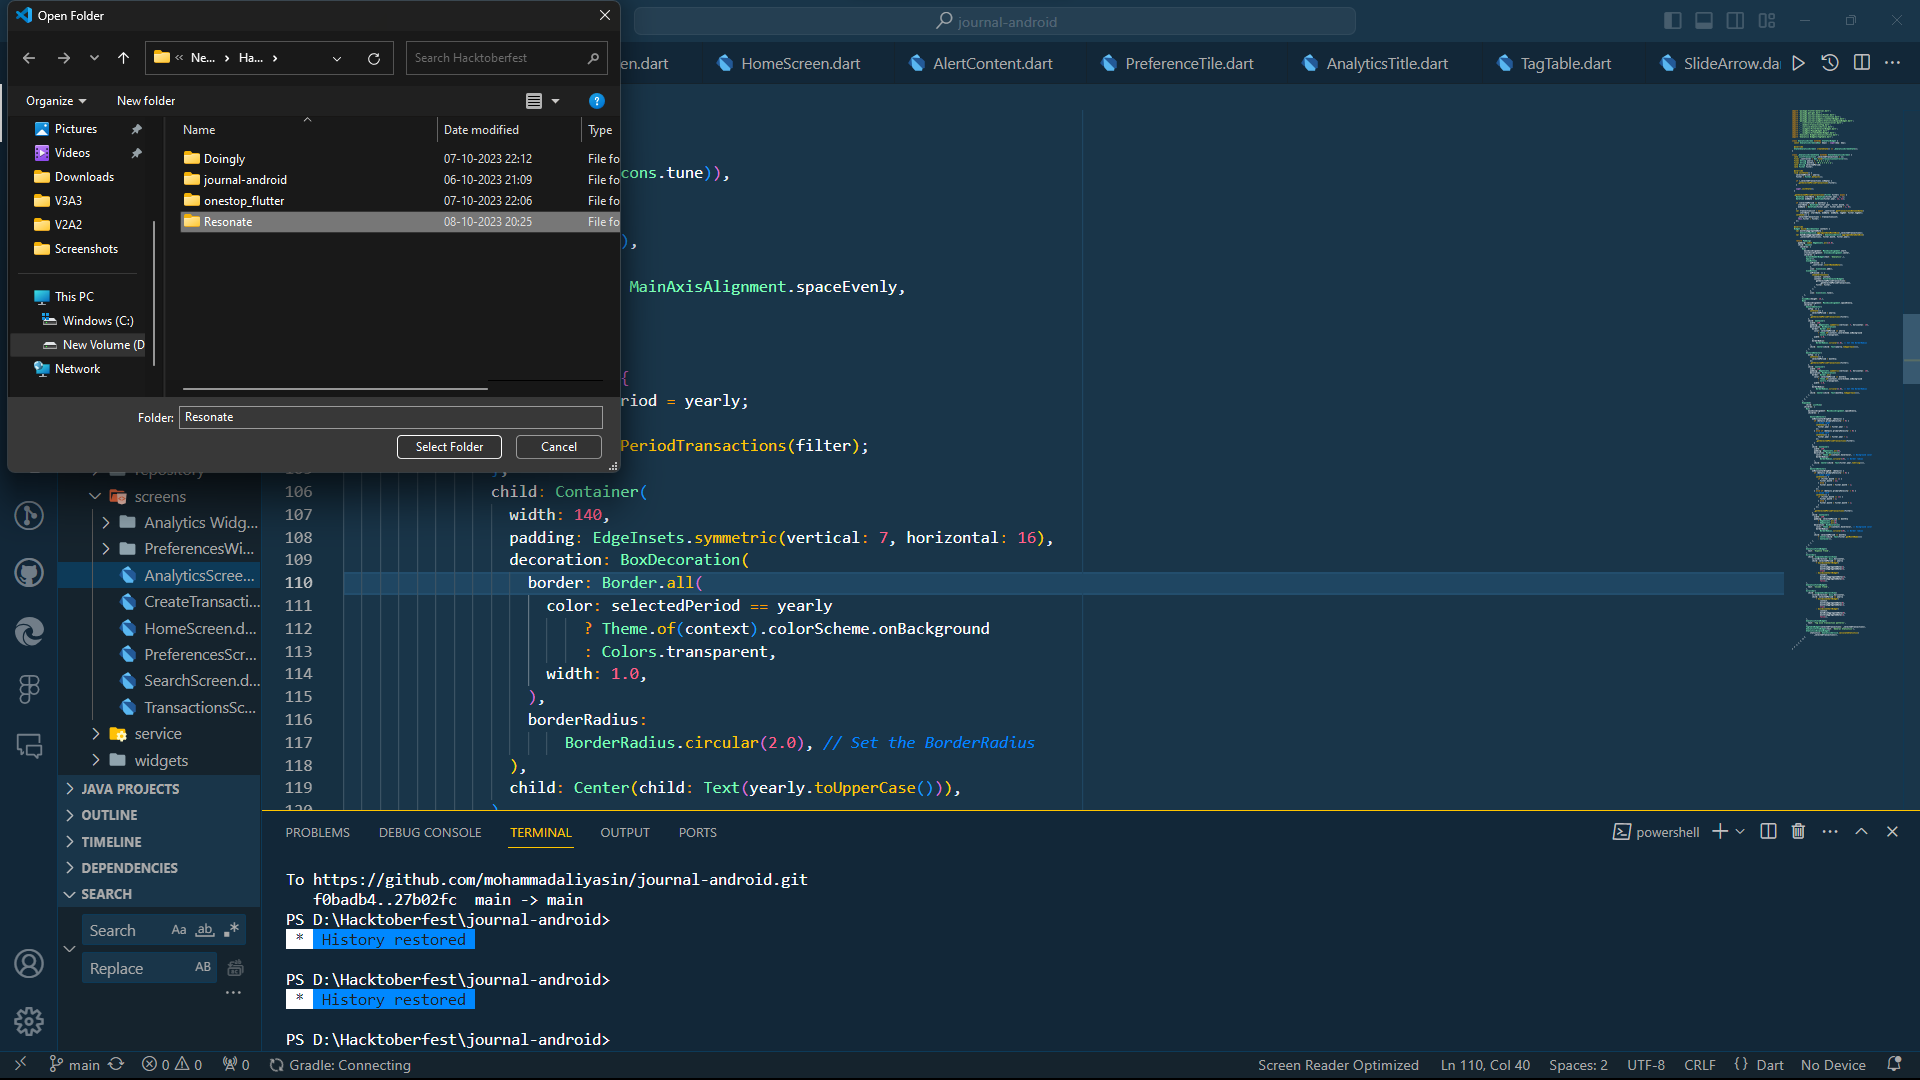 Open Folder
journal-android
Ne... Ha...
Search Hacktoberfest
Organize
New folder
Pictures
Videos
Downloads
V3A3
V2A2
Screenshots
This PC
Windows (C:)
New Volume (D
Network
Name Date modified Type
Doingly 07-10-2023 22:12 File fo
journal-android 06-10-2023 21:09 File fo
onestop_flutter 07-10-2023 22:06 File fo
Resonate 08-10-2023 20:25 File fo
Folder: Resonate
Select Folder Cancel
en.dart HomeScreen.dart AlertContent.dart PreferenceTile.dart AnalyticsTitle.dart TagTable.dart SlideArrow.da
cons.tune)),
),
MainAxisAlignment.spaceEvenly,
{
riod = yearly;
PeriodTransactions(filter);
repository
screens
Analytics Widg...
PreferencesWi...
AnalyticsScree...
CreateTransacti...
HomeScreen.d...
PreferencesScr...
SearchScreen.d...
TransactionsSc...
service
widgets
JAVA PROJECTS
OUTLINE
TIMELINE
DEPENDENCIES
SEARCH
Search Aa ab
Replace AB
106 child: Container(
107 width: 140,
108 padding: EdgeInsets.symmetric(vertical: 7, horizontal: 16),
109 decoration: BoxDecoration(
110 border: Border.all(
111 color: selectedPeriod == yearly
112 ? Theme.of(context).colorScheme.onBackground
113 : Colors.transparent,
114 width: 1.0,
115 ),
116 borderRadius:
117 BorderRadius.circular(2.0), // Set the BorderRadius
118 ),
119 child: Center(child: Text(yearly.toUpperCase())),
PROBLEMS DEBUG CONSOLE TERMINAL OUTPUT PORTS
powershell
To https://github.com/mohammadaliyasin/journal-android.git
f0badb4..27b02fc main -> main
PS D:\Hacktoberfest\journal-android>
* History restored
PS D:\Hacktoberfest\journal-android>
* History restored
PS D:\Hacktoberfest\journal-android>
main 0 0 0 Gradle: Connecting
Screen Reader Optimized Ln 110, Col 40 Spaces: 2 UTF-8 CRLF {} Dart No Device